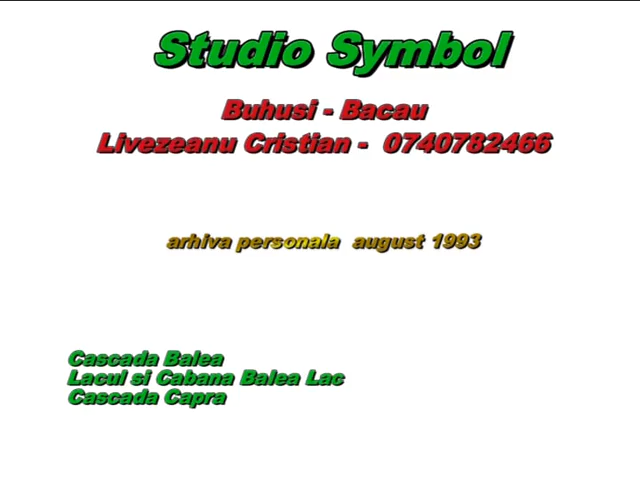 Studio Symbol
Buhusi - Bacau
Livezeanu Cristian - 0740782466
arhiva personala august 1993
Cascada Balea
Lacul si Cabana Balea Lac
Cascada Capra